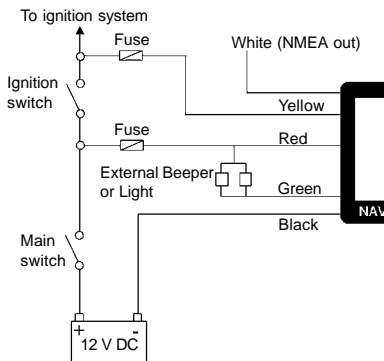 To ignition system
Fuse
White (NMEA out)
Ignition
switch
Yellow
Fuse
Red
External Beeper
or Light
Green
NAV
Black
Main
switch
+ -
12 V DC